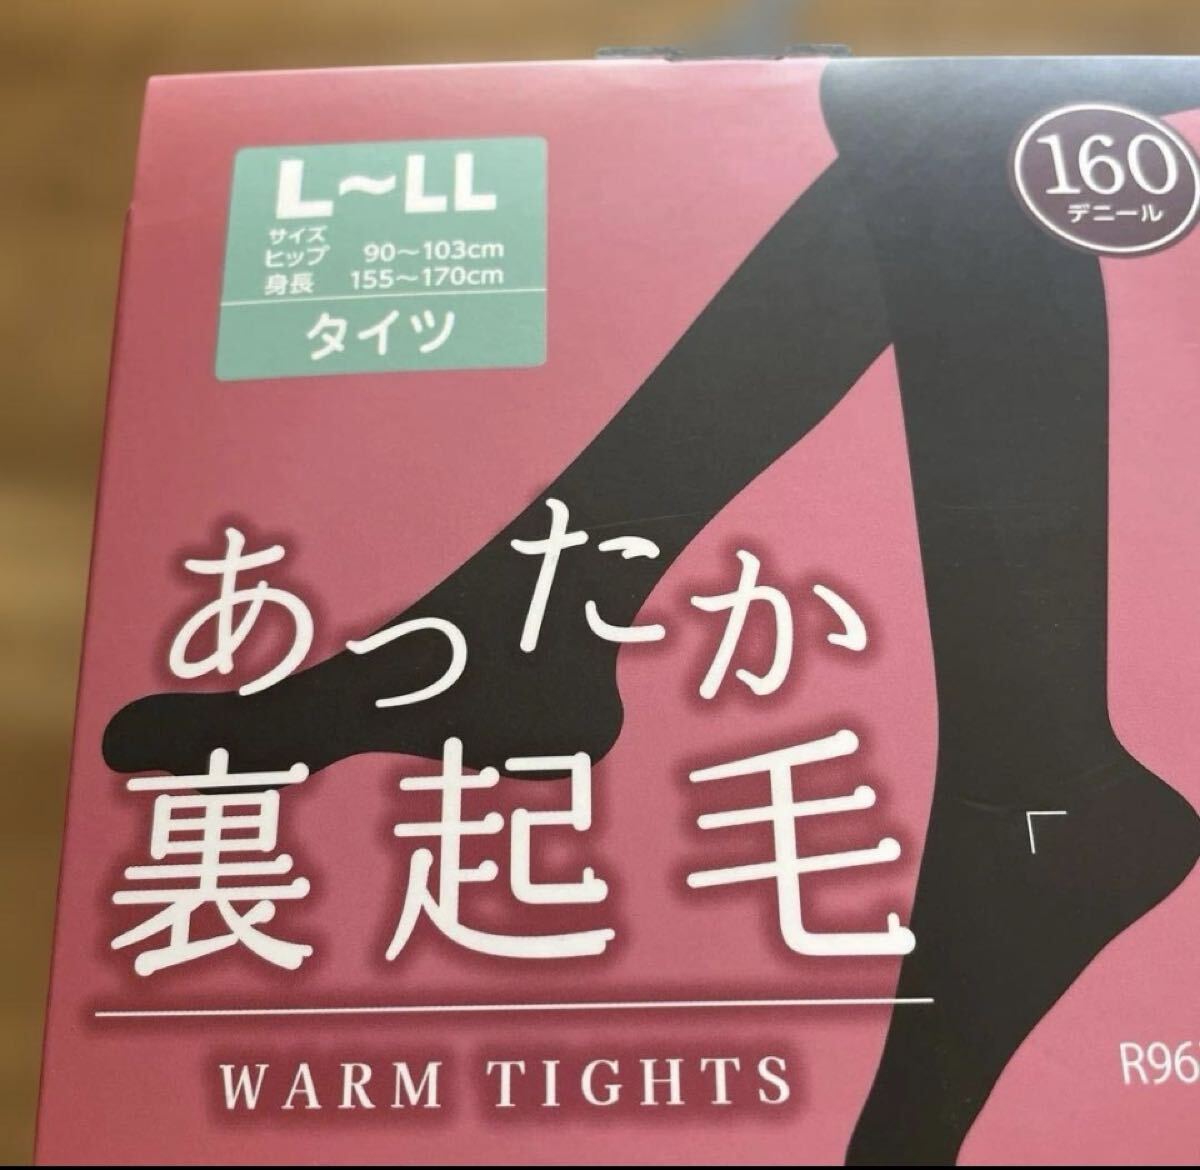 L〜LL
サイズ
ヒップ 90〜103cm
身長 155〜170cm
タイツ
160
デニール
あったか
裏起毛
WARM TIGHTS